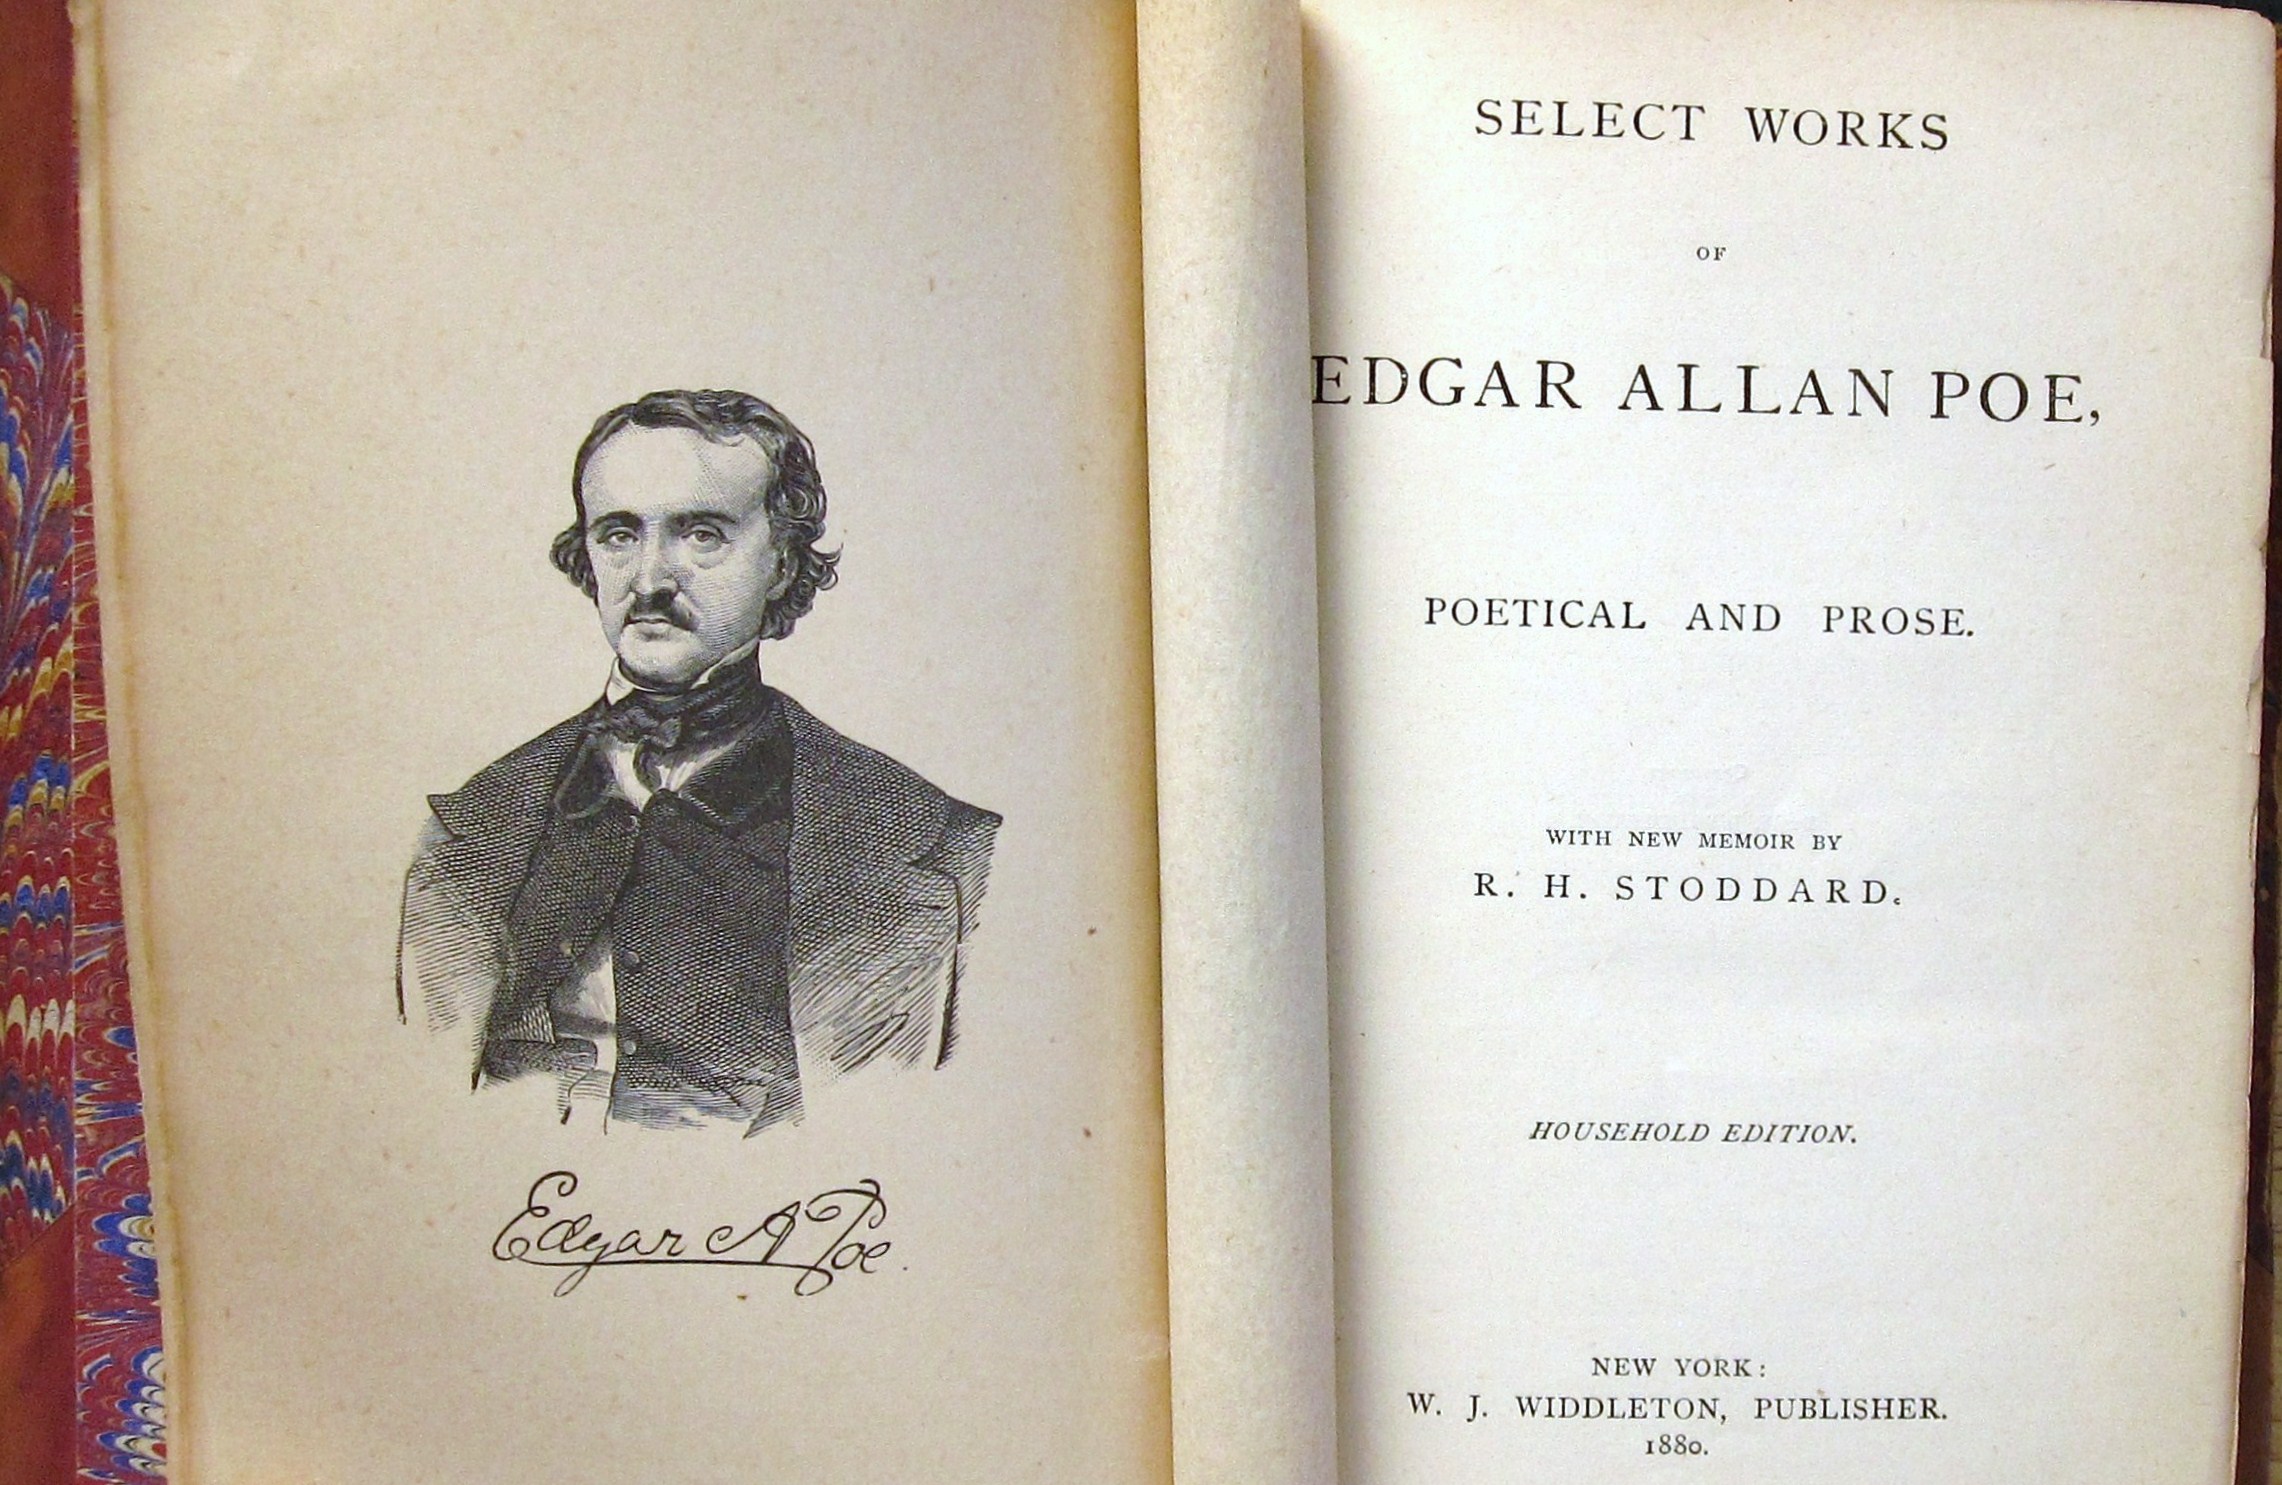 Edgar A Poe.
SELECT WORKS
OF
EDGAR ALLAN POE,
POETICAL AND PROSE.
WITH NEW MEMOIR BY
R. H. STODDARD.
HOUSEHOLD EDITION.
NEW YORK:
W. J. WIDDLETON, PUBLISHER.
1880.